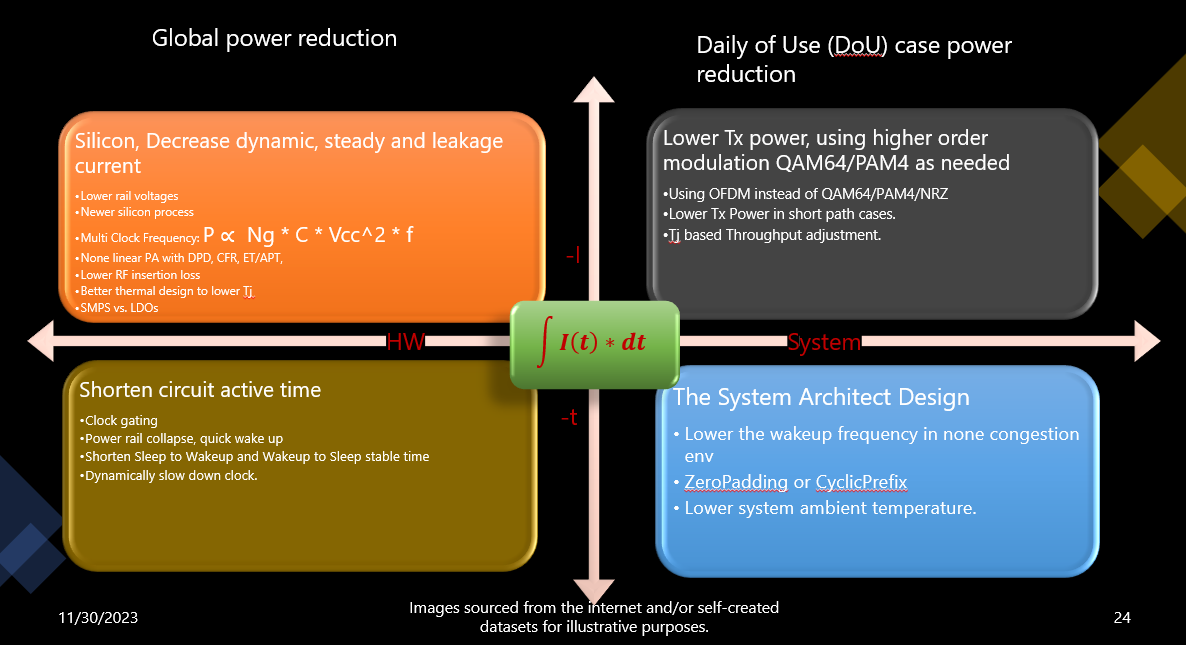 Global power reduction
Daily of Use (DoU) case power
reduction
Silicon, Decrease dynamic, steady and leakage
current
•Lower rail voltages
•Newer silicon process
•Multi Clock Frequency: P ∝ Ng * C * Vcc^2 * f
•None linear PA with DPD, CFR, ET/APT,
•Lower RF insertion loss
•Better thermal design to lower Tj
•SMPS vs. LDOs
Lower Tx power, using higher order
modulation QAM64/PAM4 as needed
•Using OFDM instead of QAM64/PAM4/NRZ
•Lower Tx Power in short path cases.
•Tj based Throughput adjustment.
-I
HW
∫ I(t) * dt
System
-t
Shorten circuit active time
•Clock gating
•Power rail collapse, quick wake up
•Shorten Sleep to Wakeup and Wakeup to Sleep stable time
•Dynamically slow down clock.
The System Architect Design
• Lower the wakeup frequency in none congestion
env
• ZeroPadding or CyclicPrefix
• Lower system ambient temperature.
11/30/2023
Images sourced from the internet and/or self-created
datasets for illustrative purposes.
24